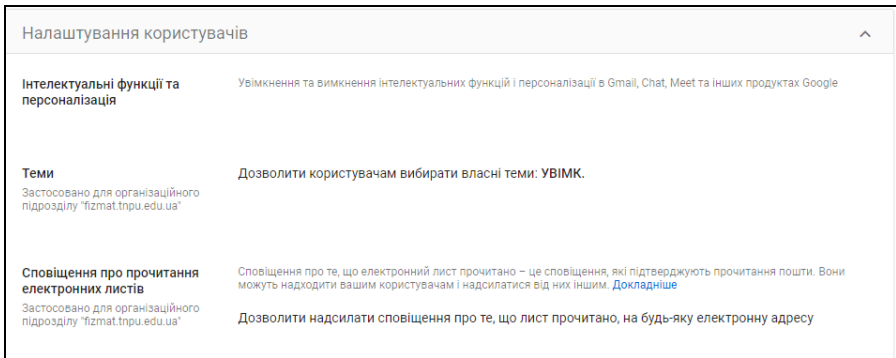 Налаштування користувачів
Інтелектуальні функції та
персоналізація
Увімкнення та вимкнення інтелектуальних функцій і персоналізації в Gmail, Chat, Meet та інших продуктах Google
Теми
Застосовано для організаційного
підрозділу "fizmat.tnpu.edu.ua"
Дозволити користувачам вибирати власні теми: УВІМК.
Сповіщення про прочитання
електронних листів
Застосовано для організаційного
підрозділу "fizmat.tnpu.edu.ua"
Сповіщення про те, що електронний лист прочитано – це сповіщення, які підтверджують прочитання пошти. Вони
можуть надходити вашим користувачам і надсилатися від них іншим. Докладніше
Дозволити надсилати сповіщення про те, що лист прочитано, на будь-яку електронну адресу